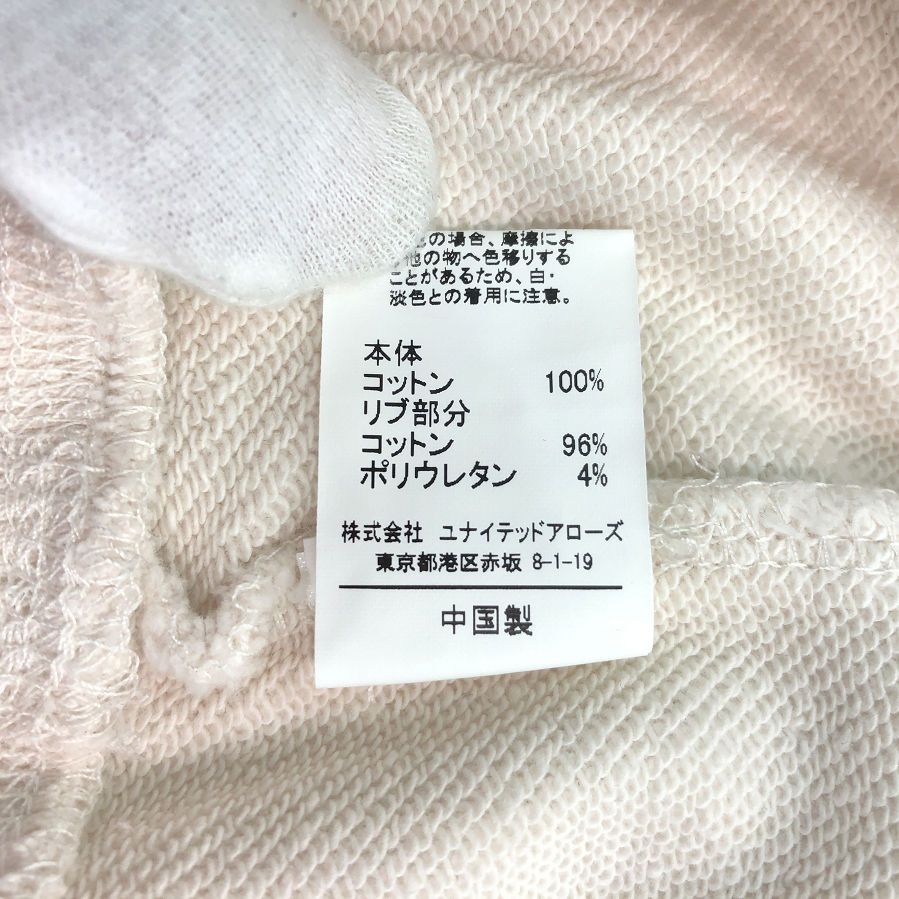 の場合、摩擦によ
他の物へ色移りする
ことがあるため、白・
淡色との着用に注意。
本体
コットン 100%
リブ部分
コットン 96%
ポリウレタン 4%
株式会社 ユナイテッドアローズ
東京都港区赤坂 8-1-19
中国製